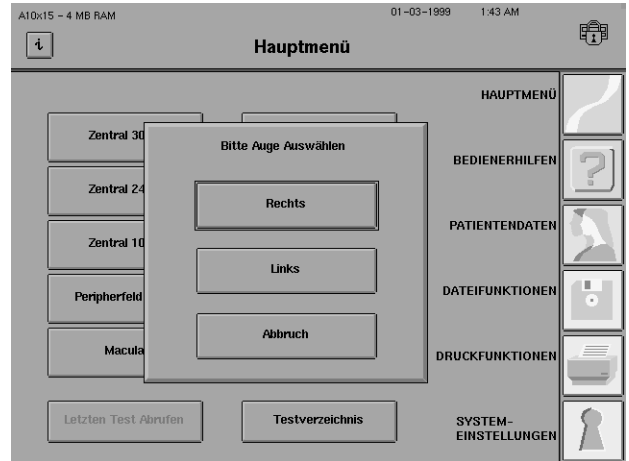 A10x15 - 4 MB RAM
01-03-1999 1:43 AM
i
Hauptmenü
HAUPTMENÜ
Zentral 30
Bitte Auge Auswählen
BEDIENERHILFEN
?
Zentral 24
Rechts
PATIENTENDATEN
Zentral 10
Links
Peripherfeld
DATEIFUNKTIONEN
Abbruch
Macula
DRUCKFUNKTIONEN
Letzten Test Abrufen
Testverzeichnis
SYSTEM-
EINSTELLUNGEN